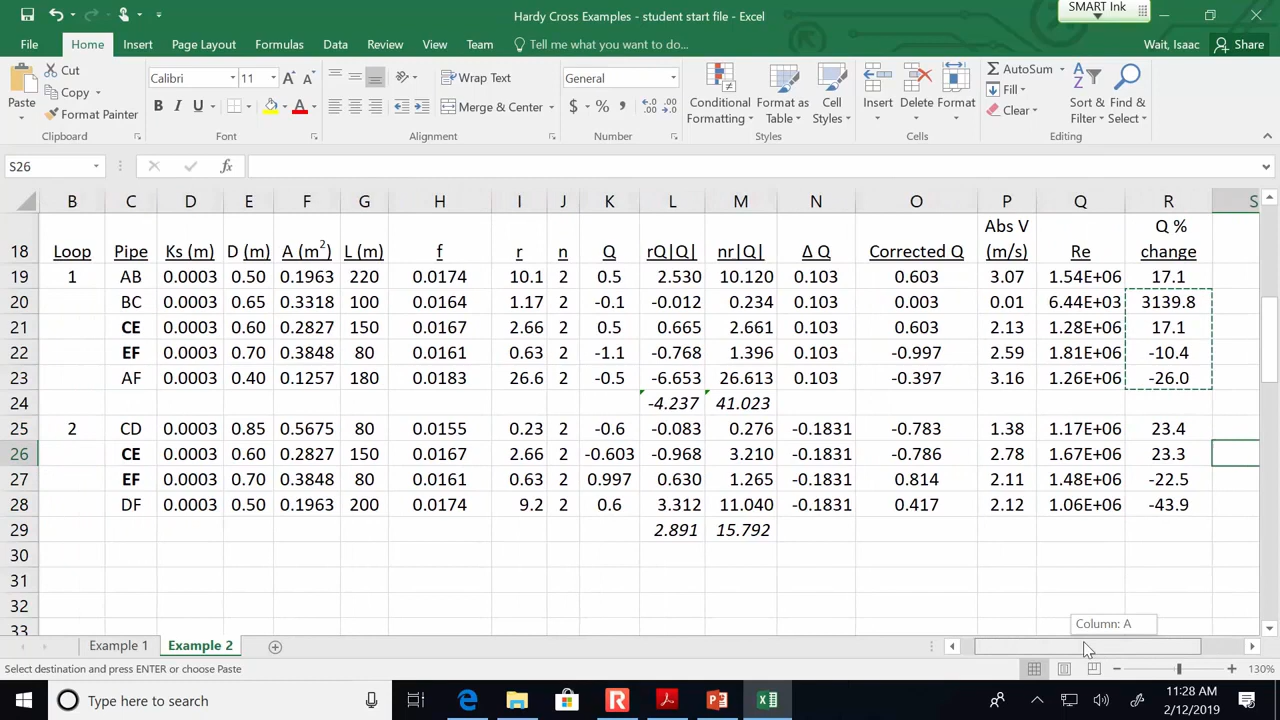 Hardy Cross Examples - student start file - Excel
SMART Ink
File Home Insert Page Layout Formulas Data Review View Team Tell me what you want to do... Wait, Isaac Share
Paste Cut Copy Format Painter
Calibri 11 A A
B I U A
Wrap Text
Merge & Center
General
$ % , .00
Conditional Formatting Format as Table Cell Styles
Insert Delete Format
AutoSum Fill Clear
Sort & Filter Find & Select
Clipboard Font Alignment Number Styles Cells Editing
S26 fx
B C D E F G H I J K L M N O P Q R S
18 Loop Pipe Ks (m) D (m) A (m²) L (m) f r n Q rQ|Q| nr|Q| Δ Q Corrected Q Abs V (m/s) Re Q % change
19 1 AB 0.0003 0.50 0.1963 220 0.0174 10.1 2 0.5 2.530 10.120 0.103 0.603 3.07 1.54E+06 17.1
20 BC 0.0003 0.65 0.3318 100 0.0164 1.17 2 -0.1 -0.012 0.234 0.103 0.003 0.01 6.44E+03 3139.8
21 CE 0.0003 0.60 0.2827 150 0.0167 2.66 2 0.5 0.665 2.661 0.103 0.603 2.13 1.28E+06 17.1
22 EF 0.0003 0.70 0.3848 80 0.0161 0.63 2 -1.1 -0.768 1.396 0.103 -0.997 2.59 1.81E+06 -10.4
23 AF 0.0003 0.40 0.1257 180 0.0183 26.6 2 -0.5 -6.653 26.613 0.103 -0.397 3.16 1.26E+06 -26.0
24 -4.237 41.023
25 2 CD 0.0003 0.85 0.5675 80 0.0155 0.23 2 -0.6 -0.083 0.276 -0.1831 -0.783 1.38 1.17E+06 23.4
26 CE 0.0003 0.60 0.2827 150 0.0167 2.66 2 -0.603 -0.968 3.210 -0.1831 -0.786 2.78 1.67E+06 23.3
27 EF 0.0003 0.70 0.3848 80 0.0161 0.63 2 0.997 0.630 1.265 -0.1831 0.814 2.11 1.48E+06 -22.5
28 DF 0.0003 0.50 0.1963 200 0.0174 9.2 2 0.6 3.312 11.040 -0.1831 0.417 2.12 1.06E+06 -43.9
29 2.891 15.792
30
31
32
33
Column: A
Example 1 Example 2
Select destination and press ENTER or choose Paste 130%
Type here to search 11:28 AM
2/12/2019